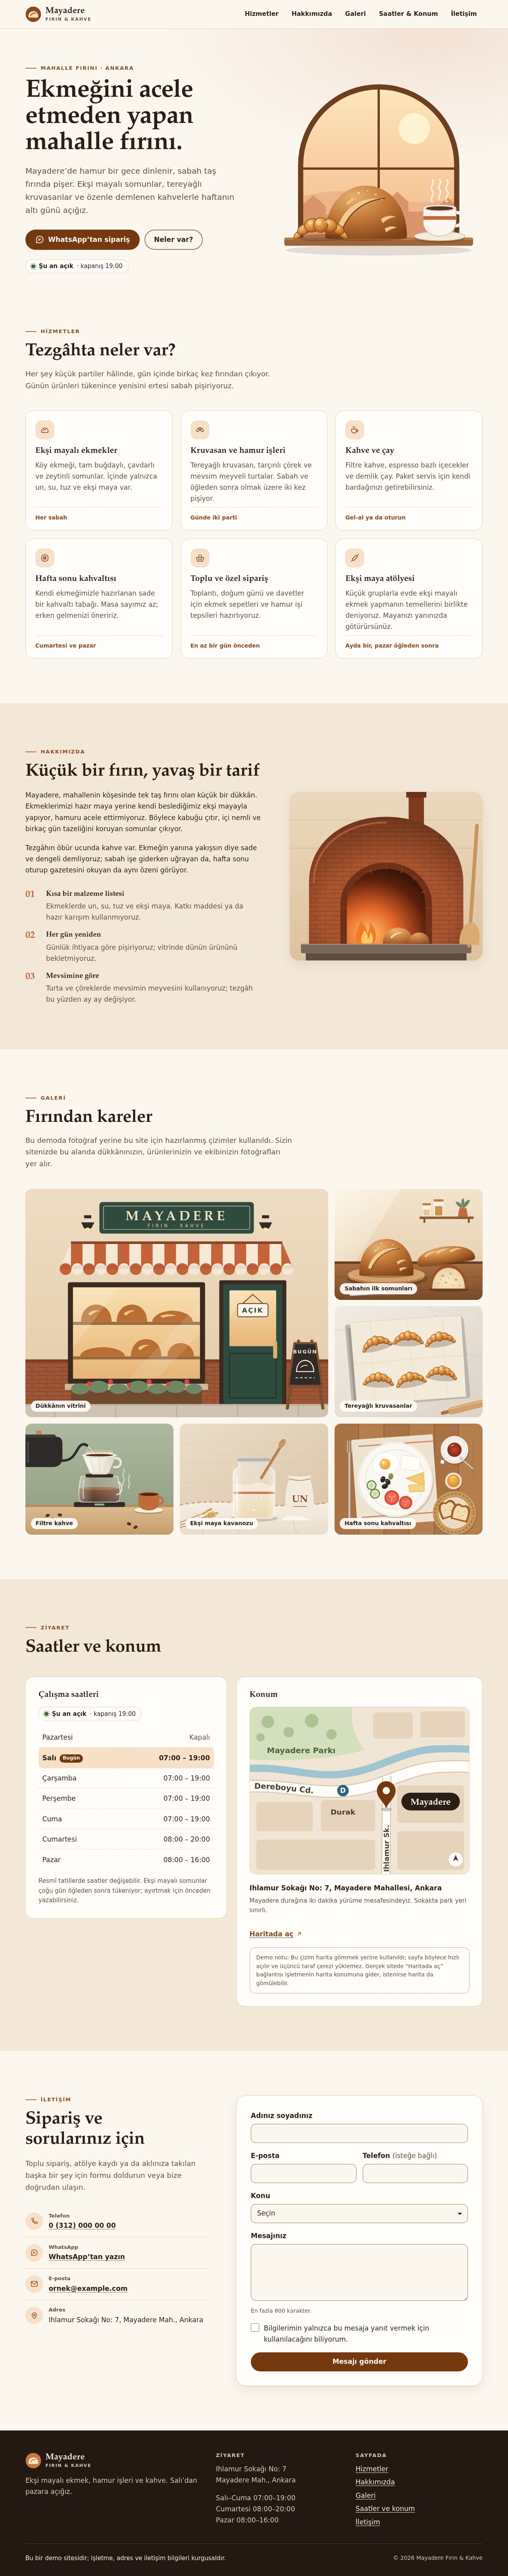 Mayadere
FIRIN & KAHVE
Hizmetler
Hakkımızda
Galeri
Saatler & Konum
İletişim
MAHALLE FIRINI · ANKARA
Ekmeğini acele
etmeden yapan
mahalle fırını.
Mayadere’de hamur bir gece dinlenir, sabah taş
fırında pişer. Ekşi mayalı somunlar, tereyağlı
kruvasanlar ve özenle demlenen kahvelerle haftanın
altı günü açığız.
WhatsApp’tan sipariş
Neler var?
Şu an açık · kapanış 19:00
HİZMETLER
Tezgâhta neler var?
Her şey küçük partiler hâlinde, gün içinde birkaç kez fırından çıkıyor.
Günün ürünleri tükenince yenisini ertesi sabah pişiriyoruz.
Ekşi mayalı ekmekler
Köy ekmeği, tam buğdaylı, çavdarlı
ve zeytinli somunlar. İçinde yalnızca
un, su, tuz ve ekşi maya var.
Her sabah
Kruvasan ve hamur işleri
Tereyağlı kruvasan, tarçınlı çörek ve
mevsim meyveli turtalar. Sabah ve
öğleden sonra olmak üzere iki kez
pişiyor.
Günde iki parti
Kahve ve çay
Filtre kahve, espresso bazlı içecekler
ve demlik çay. Paket servis için kendi
bardağınızı getirebilirsiniz.
Gel-al ya da oturun
Hafta sonu kahvaltısı
Kendi ekmeğimizle hazırlanan sade
bir kahvaltı tabağı. Masa sayımız az;
erken gelmenizi öneririz.
Cumartesi ve pazar
Toplu ve özel sipariş
Toplantı, doğum günü ve davetler
için ekmek sepetleri ve hamur işi
tepsileri hazırlıyoruz.
En az bir gün önceden
Ekşi maya atölyesi
Küçük gruplarla evde ekşi mayalı
ekmek yapmanın temellerini birlikte
deniyoruz. Mayanızı yanınızda
götürürsünüz.
Ayda bir, pazar öğleden sonra
HAKKIMIZDA
Küçük bir fırın, yavaş bir tarif
Mayadere, mahallenin köşesinde tek taş fırını olan küçük bir dükkân.
Ekmeklerimizi hazır maya yerine kendi beslediğimiz ekşi mayayla
yapıyor, hamuru acele ettirmiyoruz. Böylece kabuğu çıtır, içi nemli ve
birkaç gün tazeliğini koruyan somunlar çıkıyor.
Tezgâhın öbür ucunda kahve var. Ekmeğin yanına yakışsın diye sade
ve dengeli demliyoruz; sabah işe giderken uğrayan da, hafta sonu
oturup gazetesini okuyan da aynı özeni görüyor.
01
Kısa bir malzeme listesi
Ekmeklerde un, su, tuz ve ekşi maya. Katkı maddesi ya da
hazır karışım kullanmıyoruz.
02
Her gün yeniden
Günlük ihtiyaca göre pişiriyoruz; vitrinde dünün ürününü
bekletmiyoruz.
03
Mevsimine göre
Turta ve çöreklerde mevsimin meyvesini kullanıyoruz; tezgâh
bu yüzden ay ay değişiyor.
GALERİ
Fırından kareler
Bu demoda fotoğraf yerine bu site için hazırlanmış çizimler kullanıldı. Sizin
sitenizde bu alanda dükkânınızın, ürünlerinizin ve ekibinizin fotoğrafları
yer alır.
MAYADERE
FIRIN · KAHVE
AÇIK
BUGÜN
Dükkânın vitrini
Sabahın ilk somunları
Tereyağlı kruvasanlar
Filtre kahve
UN
Ekşi maya kavanozu
Hafta sonu kahvaltısı
ZİYARET
Saatler ve konum
Çalışma saatleri
Şu an açık · kapanış 19:00
Pazartesi Kapalı
Salı Bugün 07:00 – 19:00
Çarşamba 07:00 – 19:00
Perşembe 07:00 – 19:00
Cuma 07:00 – 19:00
Cumartesi 08:00 – 20:00
Pazar 08:00 – 16:00
Resmî tatillerde saatler değişebilir. Ekşi mayalı somunlar
çoğu gün öğleden sonra tükeniyor; ayırtmak için önceden
yazabilirsiniz.
Konum
Mayadere Parkı
Dereboyu Cd.
D
Durak
Mayadere
Ihlamur Sk.
Ihlamur Sokağı No: 7, Mayadere Mahallesi, Ankara
Mayadere durağına iki dakika yürüme mesafesindeyiz. Sokakta park yeri
sınırlı.
Haritada aç ↗
Demo notu: Bu çizim harita gömmek yerine kullanıldı; sayfa böylece hızlı
açılır ve üçüncü taraf çerezi yüklemez. Gerçek sitede “Haritada aç”
bağlantısı işletmenin harita konumuna gider, istenirse harita da
gömülebilir.
İLETİŞİM
Sipariş ve
sorularınız için
Toplu sipariş, atölye kaydı ya da aklınıza takılan
başka bir şey için formu doldurun veya bize
doğrudan ulaşın.
Telefon
0 (312) 000 00 00
WhatsApp
WhatsApp’tan yazın
E-posta
ornek@example.com
Adres
Ihlamur Sokağı No: 7, Mayadere Mah., Ankara
Adınız soyadınız
E-posta
Telefon (isteğe bağlı)
Konu
Seçin
Mesajınız
En fazla 800 karakter.
Bilgilerimin yalnızca bu mesaja yanıt vermek için
kullanılacağını biliyorum.
Mesajı gönder
Mayadere
FIRIN & KAHVE
Ekşi mayalı ekmek, hamur işleri ve kahve. Salı’dan
pazara açığız.
ZİYARET
Ihlamur Sokağı No: 7
Mayadere Mah., Ankara
Salı–Cuma 07:00–19:00
Cumartesi 08:00–20:00
Pazar 08:00–16:00
SAYFADA
Hizmetler
Hakkımızda
Galeri
Saatler ve konum
İletişim
Bu bir demo sitesidir; işletme, adres ve iletişim bilgileri kurgusaldır.
© 2026 Mayadere Fırın & Kahve